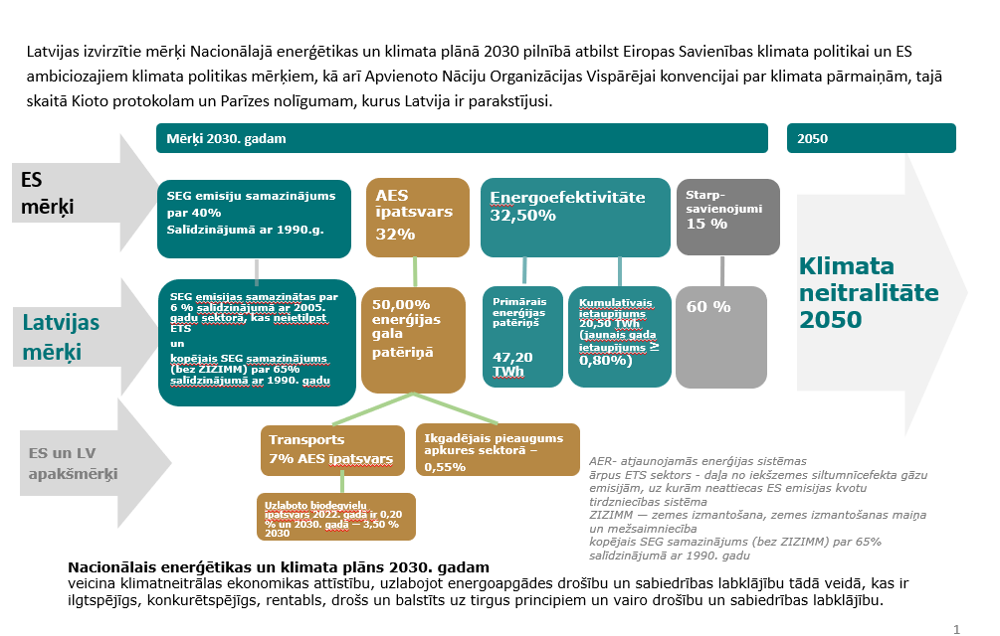 Latvijas izvirzītie mērķi Nacionālajā enerģētikas un klimata plānā 2030 pilnībā atbilst Eiropas Savienības klimata politikai un ES
ambiciozajiem klimata politikas mērķiem, kā arī Apvienoto Nāciju Organizācijas Vispārējai konvencijai par klimata pārmaiņām, tajā
skaitā Kioto protokolam un Parīzes nolīgumam, kurus Latvija ir parakstījusi.
Mērķi 2030. gadam
2050
ES
mērķi
SEG emisiju samazinājums
par 40%
Salīdzinājumā ar 1990.g.
AES
īpatsvars
32%
Energoefektivitāte
32,50%
Starp-
savienojumi
15 %
Latvijas
mērķi
SEG emisijas samazinātas par
6 % salīdzinājumā ar 2005.
gadu sektorā, kas neietilpst
ETS
un
kopējais SEG samazinājums
(bez ZIZIMM) par 65%
salīdzinājumā ar 1990. gadu
50,00%
enerģijas
gala
patēriņā
Primārais
enerģijas
patēriņš
47,20
TWh
Kumulatīvais
ietaupījums
20,50 TWh
(jaunais gada
ietaupījums ≥
0,80%)
60 %
Klimata
neitralitāte
2050
ES un LV
apakšmērķi
Transports
7% AES īpatsvars
Ikgadējais pieaugums
apkures sektorā –
0,55%
Uzlaboto biodegvielu
īpatsvars 2022. gadā ir 0,20
% un 2030. gadā — 3,50 %
2030
AER- atjaunojamās enerģijas sistēmas
ārpus ETS sektors - daļa no iekšzemes siltumnīcefekta gāzu
emisijām, uz kurām neattiecas ES emisijas kvotu
tirdzniecības sistēma
ZIZIMM — zemes izmantošana, zemes izmantošanas maiņa
un mežsaimniecība
kopējais SEG samazinājums (bez ZIZIMM) par 65%
salīdzinājumā ar 1990. gadu
Nacionālais enerģētikas un klimata plāns 2030. gadam
veicina klimatneitrālas ekonomikas attīstību, uzlabojot energoapgādes drošību un sabiedrības labklājību tādā veidā, kas ir
ilgtspējīgs, konkurētspējīgs, rentabls, drošs un balstīts uz tirgus principiem un vairo drošību un sabiedrības labklājību.
1